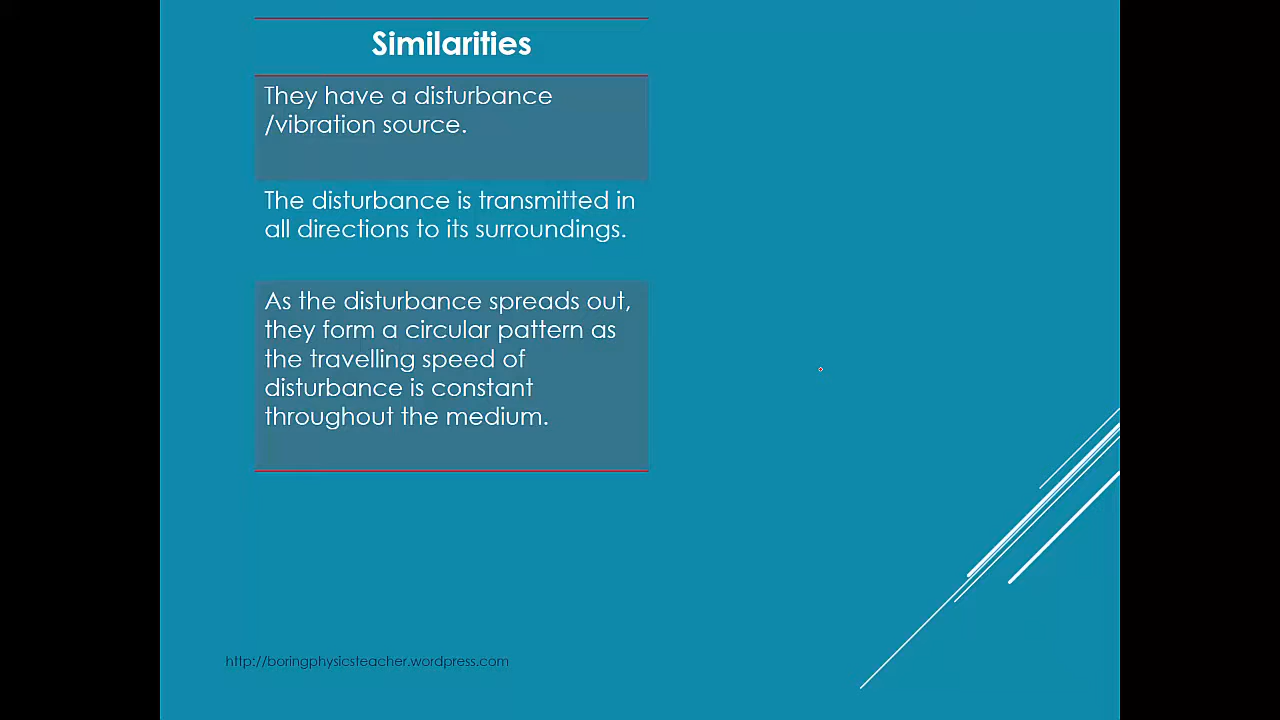 Similarities
They have a disturbance
/vibration source.
The disturbance is transmitted in
all directions to its surroundings.
As the disturbance spreads out,
they form a circular pattern as
the travelling speed of
disturbance is constant
throughout the medium.
http://boringphysicsteacher.wordpress.com